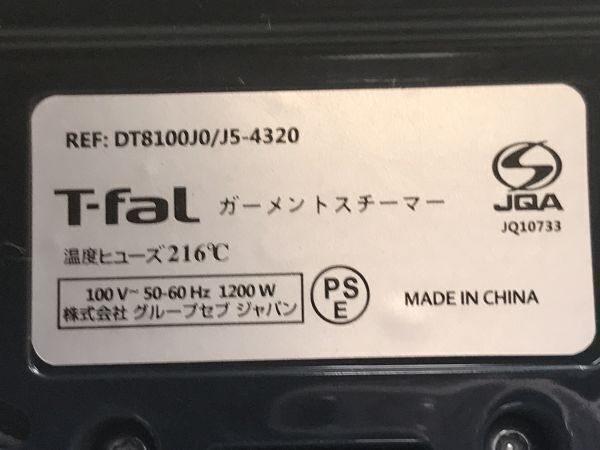 REF: DT8100J0/J5-4320
T-faL ガーメントスチーマー
JQA
JQ10733
温度ヒューズ216℃
100 V~ 50-60 Hz 1200 W
株式会社 グループセブ ジャパン
PS
E
MADE IN CHINA